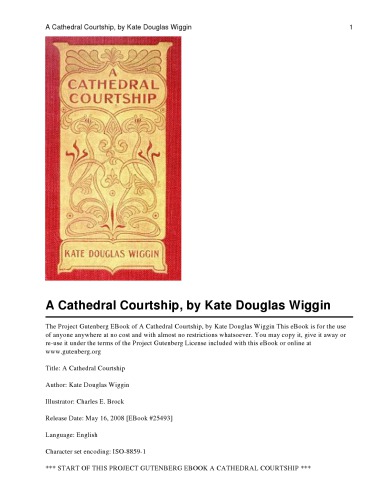 A Cathedral Courtship, by Kate Douglas Wiggin 1
A
CATHEDRAL
COURTSHIP
KATE DOUGLAS WIGGIN
A Cathedral Courtship, by Kate Douglas Wiggin
The Project Gutenberg EBook of A Cathedral Courtship, by Kate Douglas Wiggin This eBook is for the use
of anyone anywhere at no cost and with almost no restrictions whatsoever. You may copy it, give it away or
re-use it under the terms of the Project Gutenberg License included with this eBook or online at
www.gutenberg.org
Title: A Cathedral Courtship
Author: Kate Douglas Wiggin
Illustrator: Charles E. Brock
Release Date: May 16, 2008 [EBook #25493]
Language: English
Character set encoding: ISO-8859-1
*** START OF THIS PROJECT GUTENBERG EBOOK A CATHEDRAL COURTSHIP ***